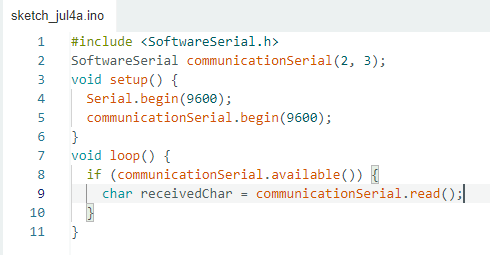 sketch_jul4a.ino
1 #include <SoftwareSerial.h>
2 SoftwareSerial communicationSerial(2, 3);
3 void setup() {
4   Serial.begin(9600);
5   communicationSerial.begin(9600);
6 }
7 void loop() {
8   if (communicationSerial.available()) {
9     char receivedChar = communicationSerial.read();
10   }
11 }